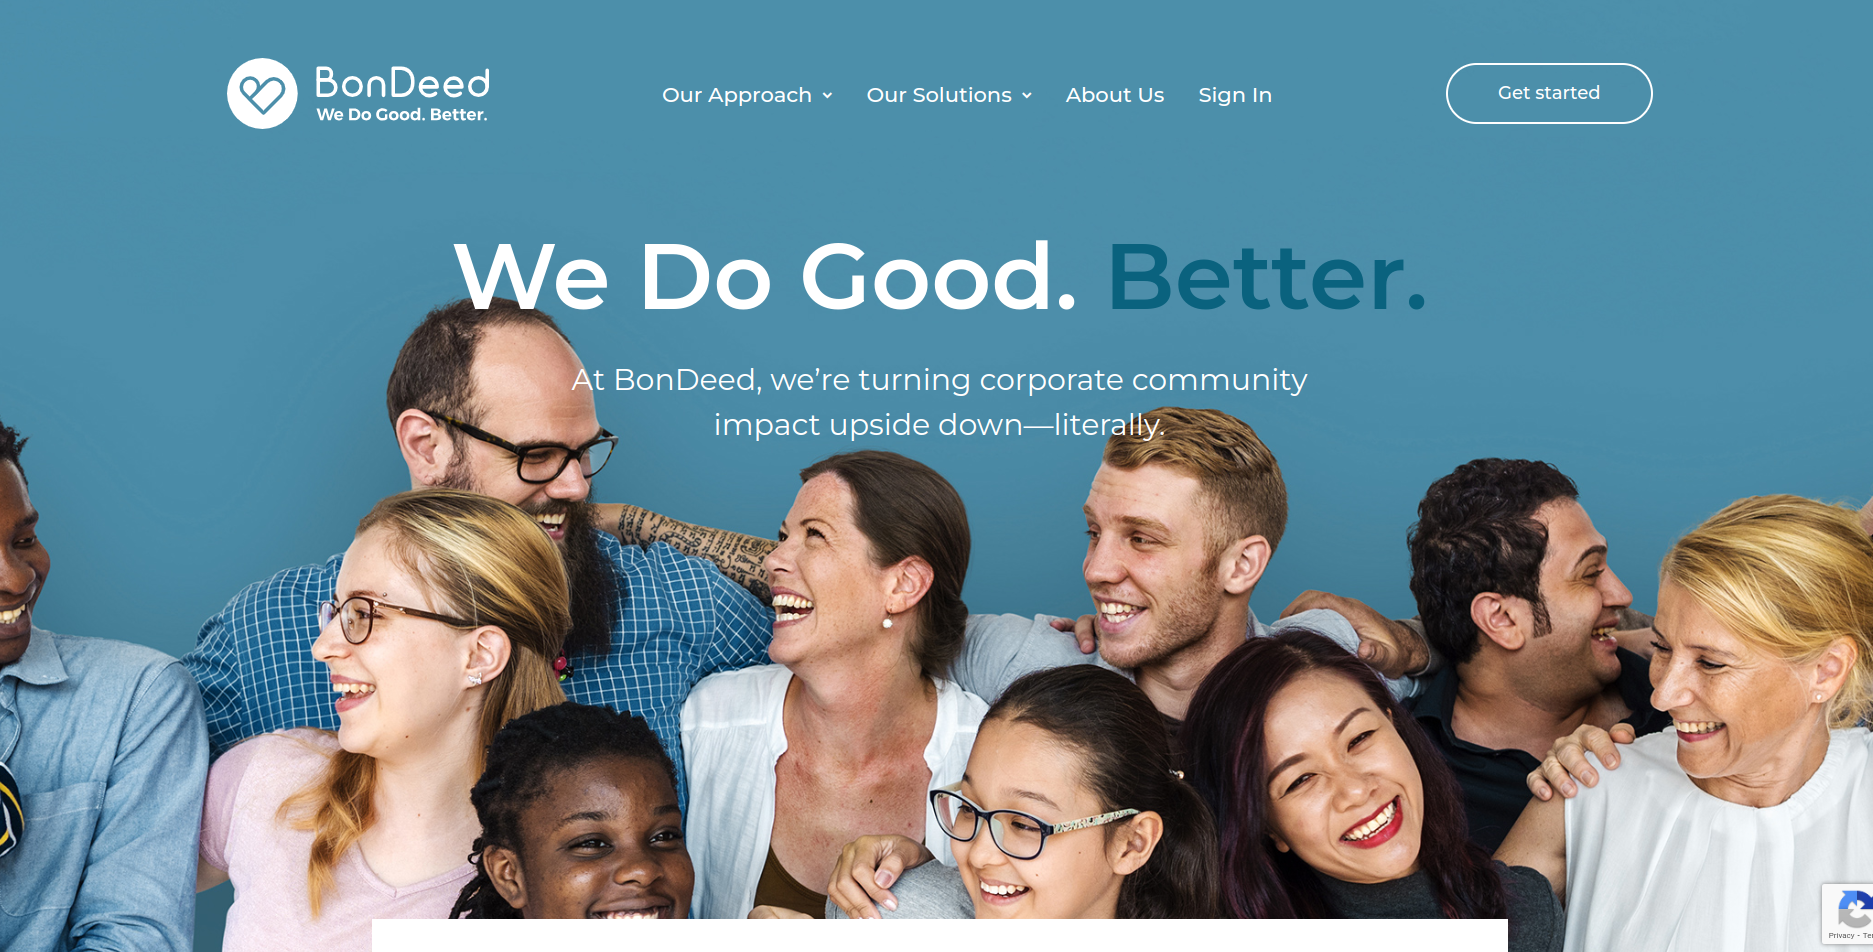 BonDeed
We Do Good. Better.
Our Approach
Our Solutions
About Us
Sign In
Get started
We Do Good. Better.
At BonDeed, we’re turning corporate community
impact upside down—literally.
Privacy -